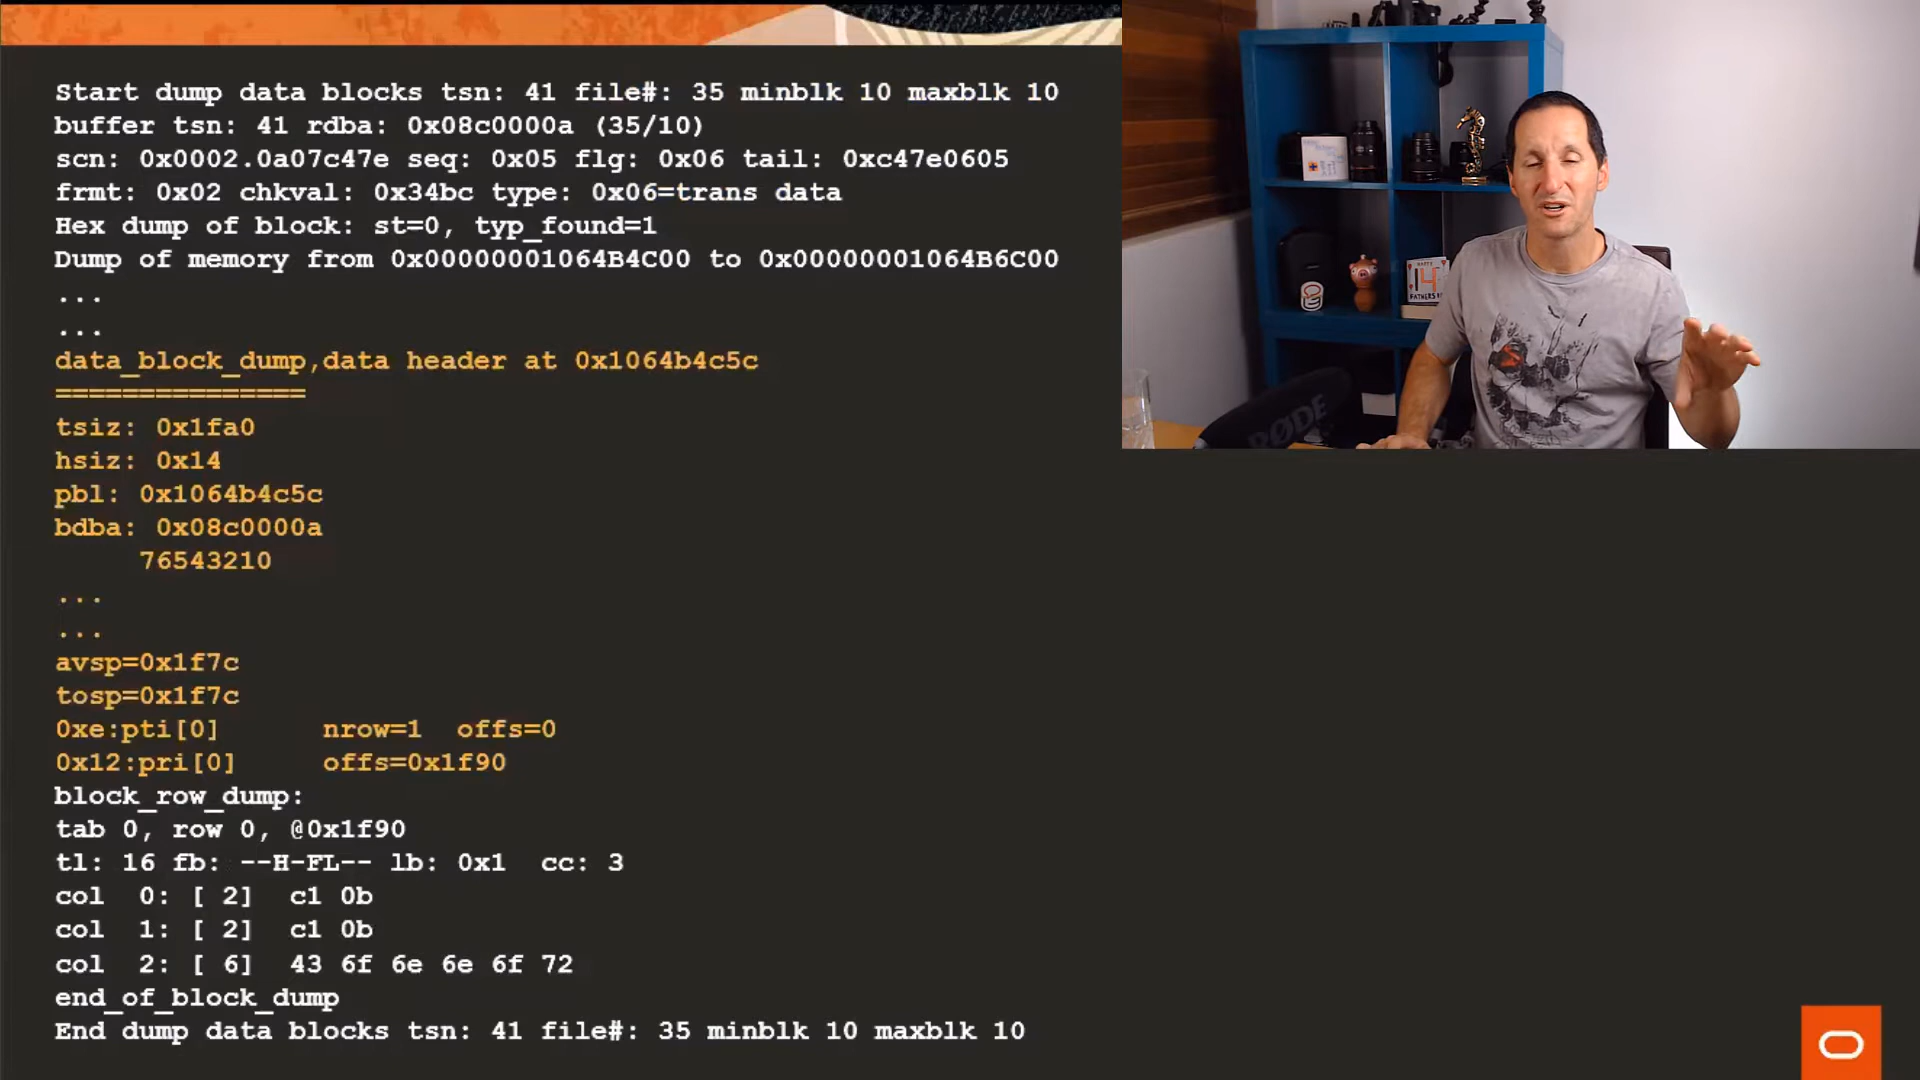 Start dump data blocks tsn: 41 file#: 35 minblk 10 maxblk 10
buffer tsn: 41 rdba: 0x08c0000a (35/10)
scn: 0x0002.0a07c47e seq: 0x05 flg: 0x06 tail: 0xc47e0605
frmt: 0x02 chkval: 0x34bc type: 0x06=trans data
Hex dump of block: st=0, typ_found=1
Dump of memory from 0x00000001064B4C00 to 0x00000001064B6C00
...
...
data_block_dump,data header at 0x1064b4c5c
===============
tsiz: 0x1fa0
hsiz: 0x14
pbl: 0x1064b4c5c
bdba: 0x08c0000a
76543210
...
...
avsp=0x1f7c
tosp=0x1f7c
0xe:pti[0] nrow=1 offs=0
0x12:pri[0] offs=0x1f90
block_row_dump:
tab 0, row 0, @0x1f90
tl: 16 fb: --H-FL-- lb: 0x1 cc: 3
col 0: [ 2] c1 0b
col 1: [ 2] c1 0b
col 2: [ 6] 43 6f 6e 6e 6f 72
end_of_block_dump
End dump data blocks tsn: 41 file#: 35 minblk 10 maxblk 10
14
FATHERS
RØDE